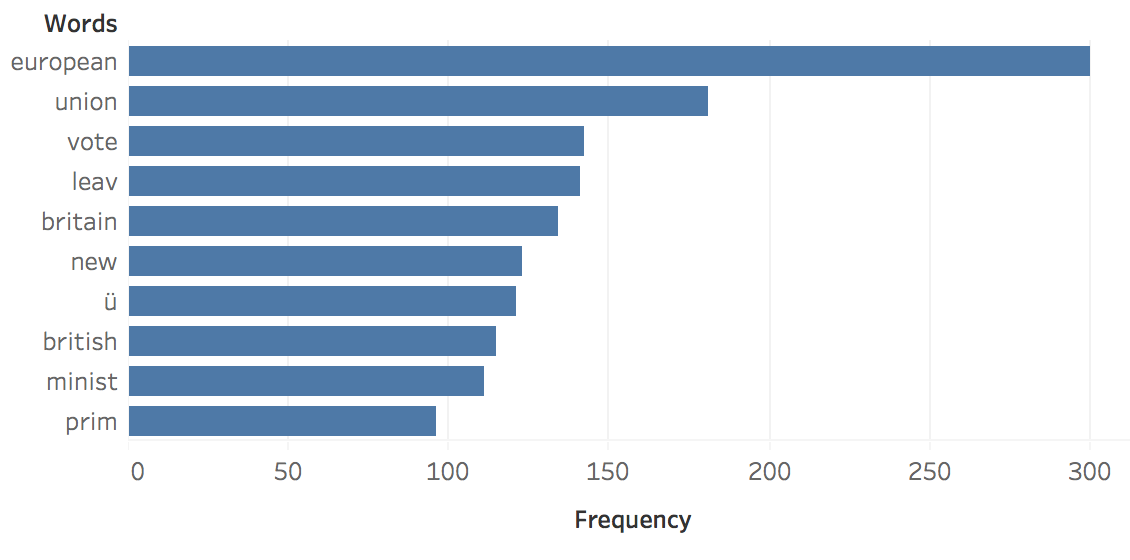 Words
european
union
vote
leav
britain
new
ü
british
minist
prim
0 50 100 150 200 250 300
Frequency